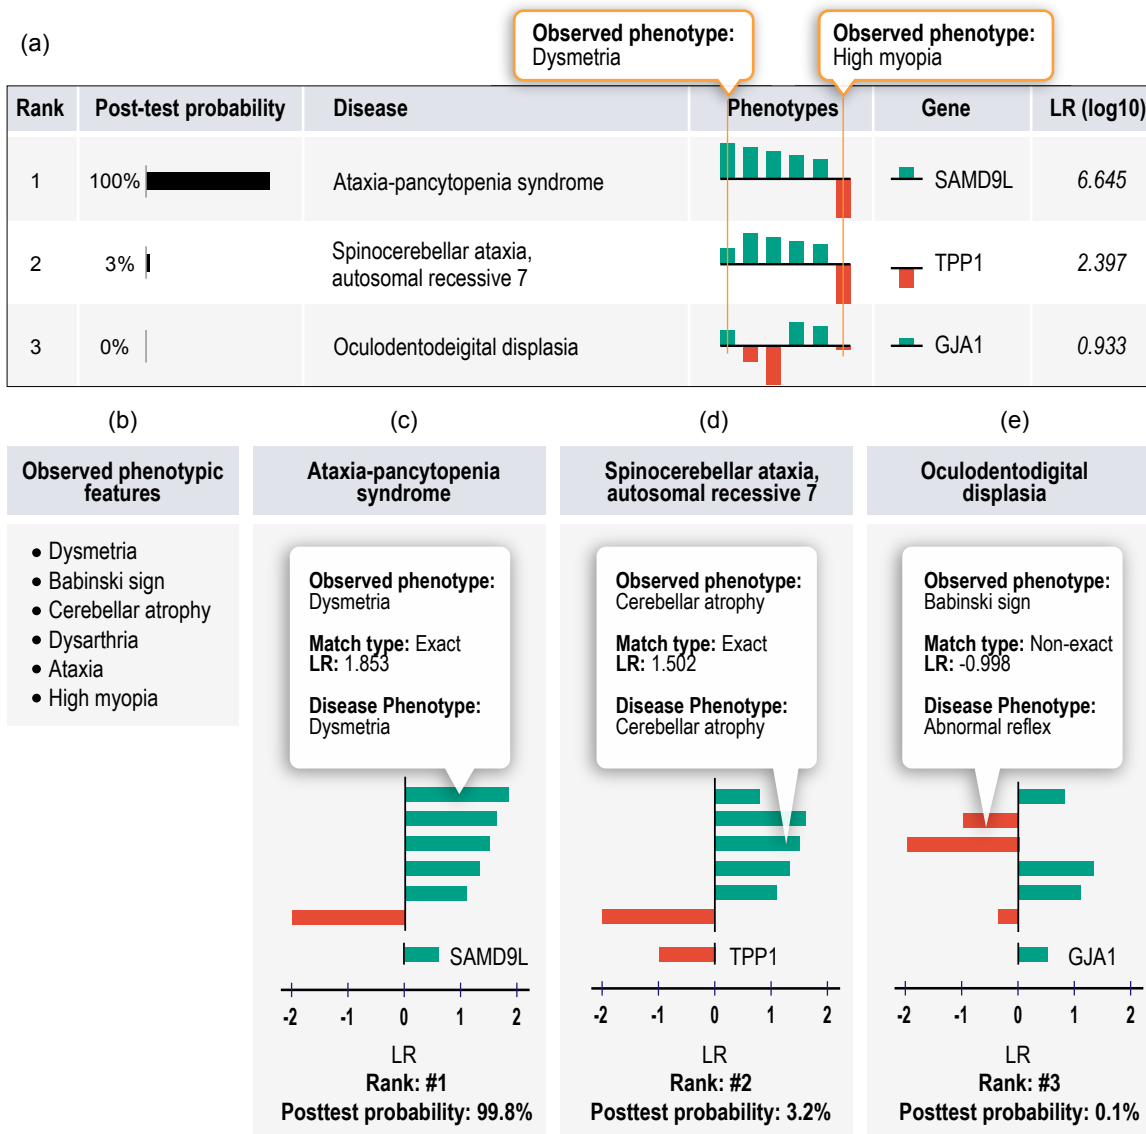 (a)
Observed phenotype:
Dysmetria
Observed phenotype:
High myopia
Rank Post-test probability Disease Phenotypes Gene LR (log10)
1 100% Ataxia-pancytopenia syndrome SAMD9L 6.645
2 3% Spinocerebellar ataxia,
autosomal recessive 7 TPP1 2.397
3 0% Oculodentodeigital displasia GJA1 0.933
(b)
Observed phenotypic
features
• Dysmetria
• Babinski sign
• Cerebellar atrophy
• Dysarthria
• Ataxia
• High myopia
(c)
Ataxia-pancytopenia
syndrome
Observed phenotype:
Dysmetria
Match type: Exact
LR: 1.853
Disease Phenotype:
Dysmetria
SAMD9L
-2 -1 0 1 2
LR
Rank: #1
Posttest probability: 99.8%
(d)
Spinocerebellar ataxia,
autosomal recessive 7
Observed phenotype:
Cerebellar atrophy
Match type: Exact
LR: 1.502
Disease Phenotype:
Cerebellar atrophy
TPP1
-2 -1 0 1 2
LR
Rank: #2
Posttest probability: 3.2%
(e)
Oculodentodigital
displasia
Observed phenotype:
Babinski sign
Match type: Non-exact
LR: -0.998
Disease Phenotype:
Abnormal reflex
GJA1
-2 -1 0 1 2
LR
Rank: #3
Posttest probability: 0.1%